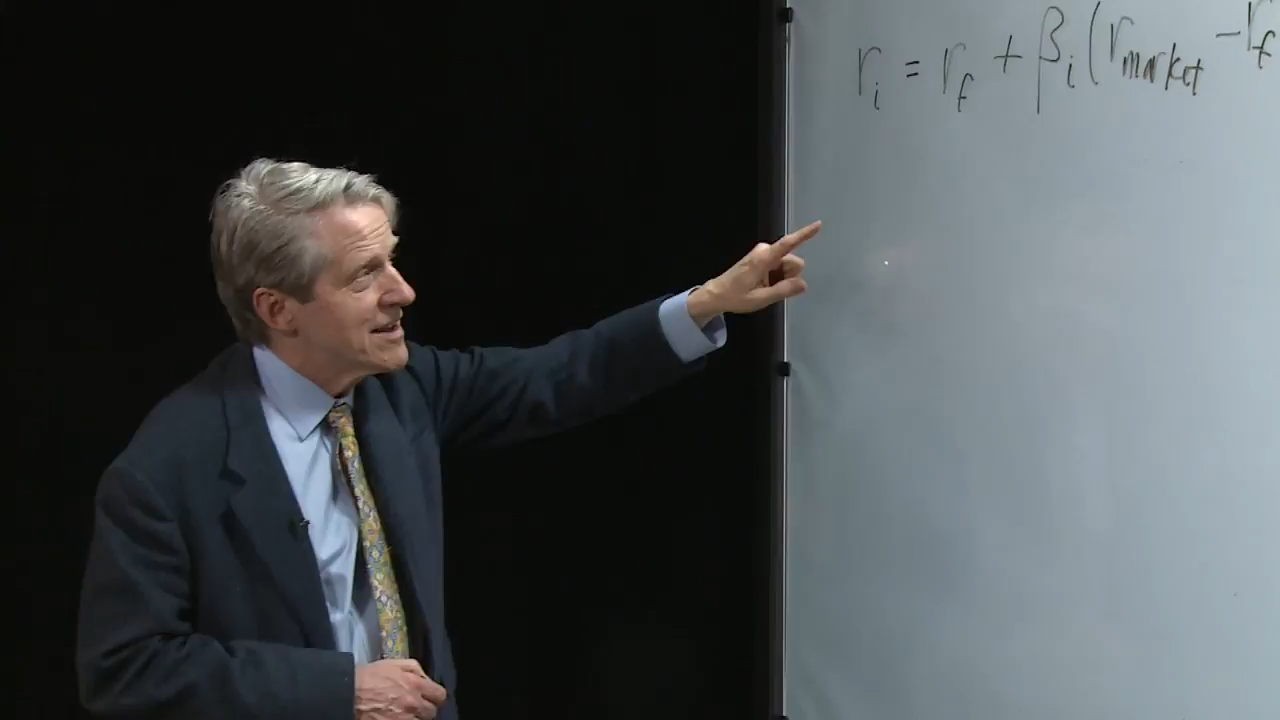 r_i = r_f + β_i (r_market - r_f